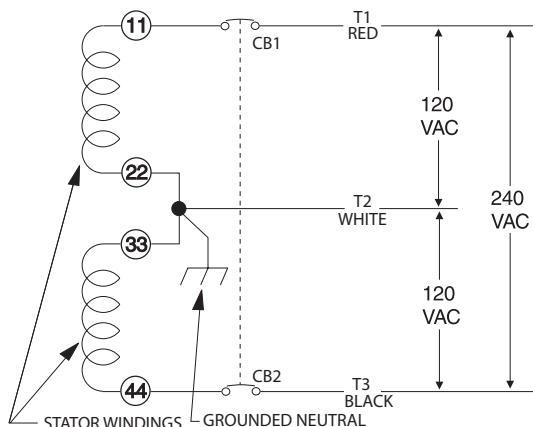 11
T1
RED
CB1
120
VAC
22
T2
WHITE
240
VAC
33
120
VAC
44
CB2
T3
BLACK
STATOR WINDINGS
GROUNDED NEUTRAL